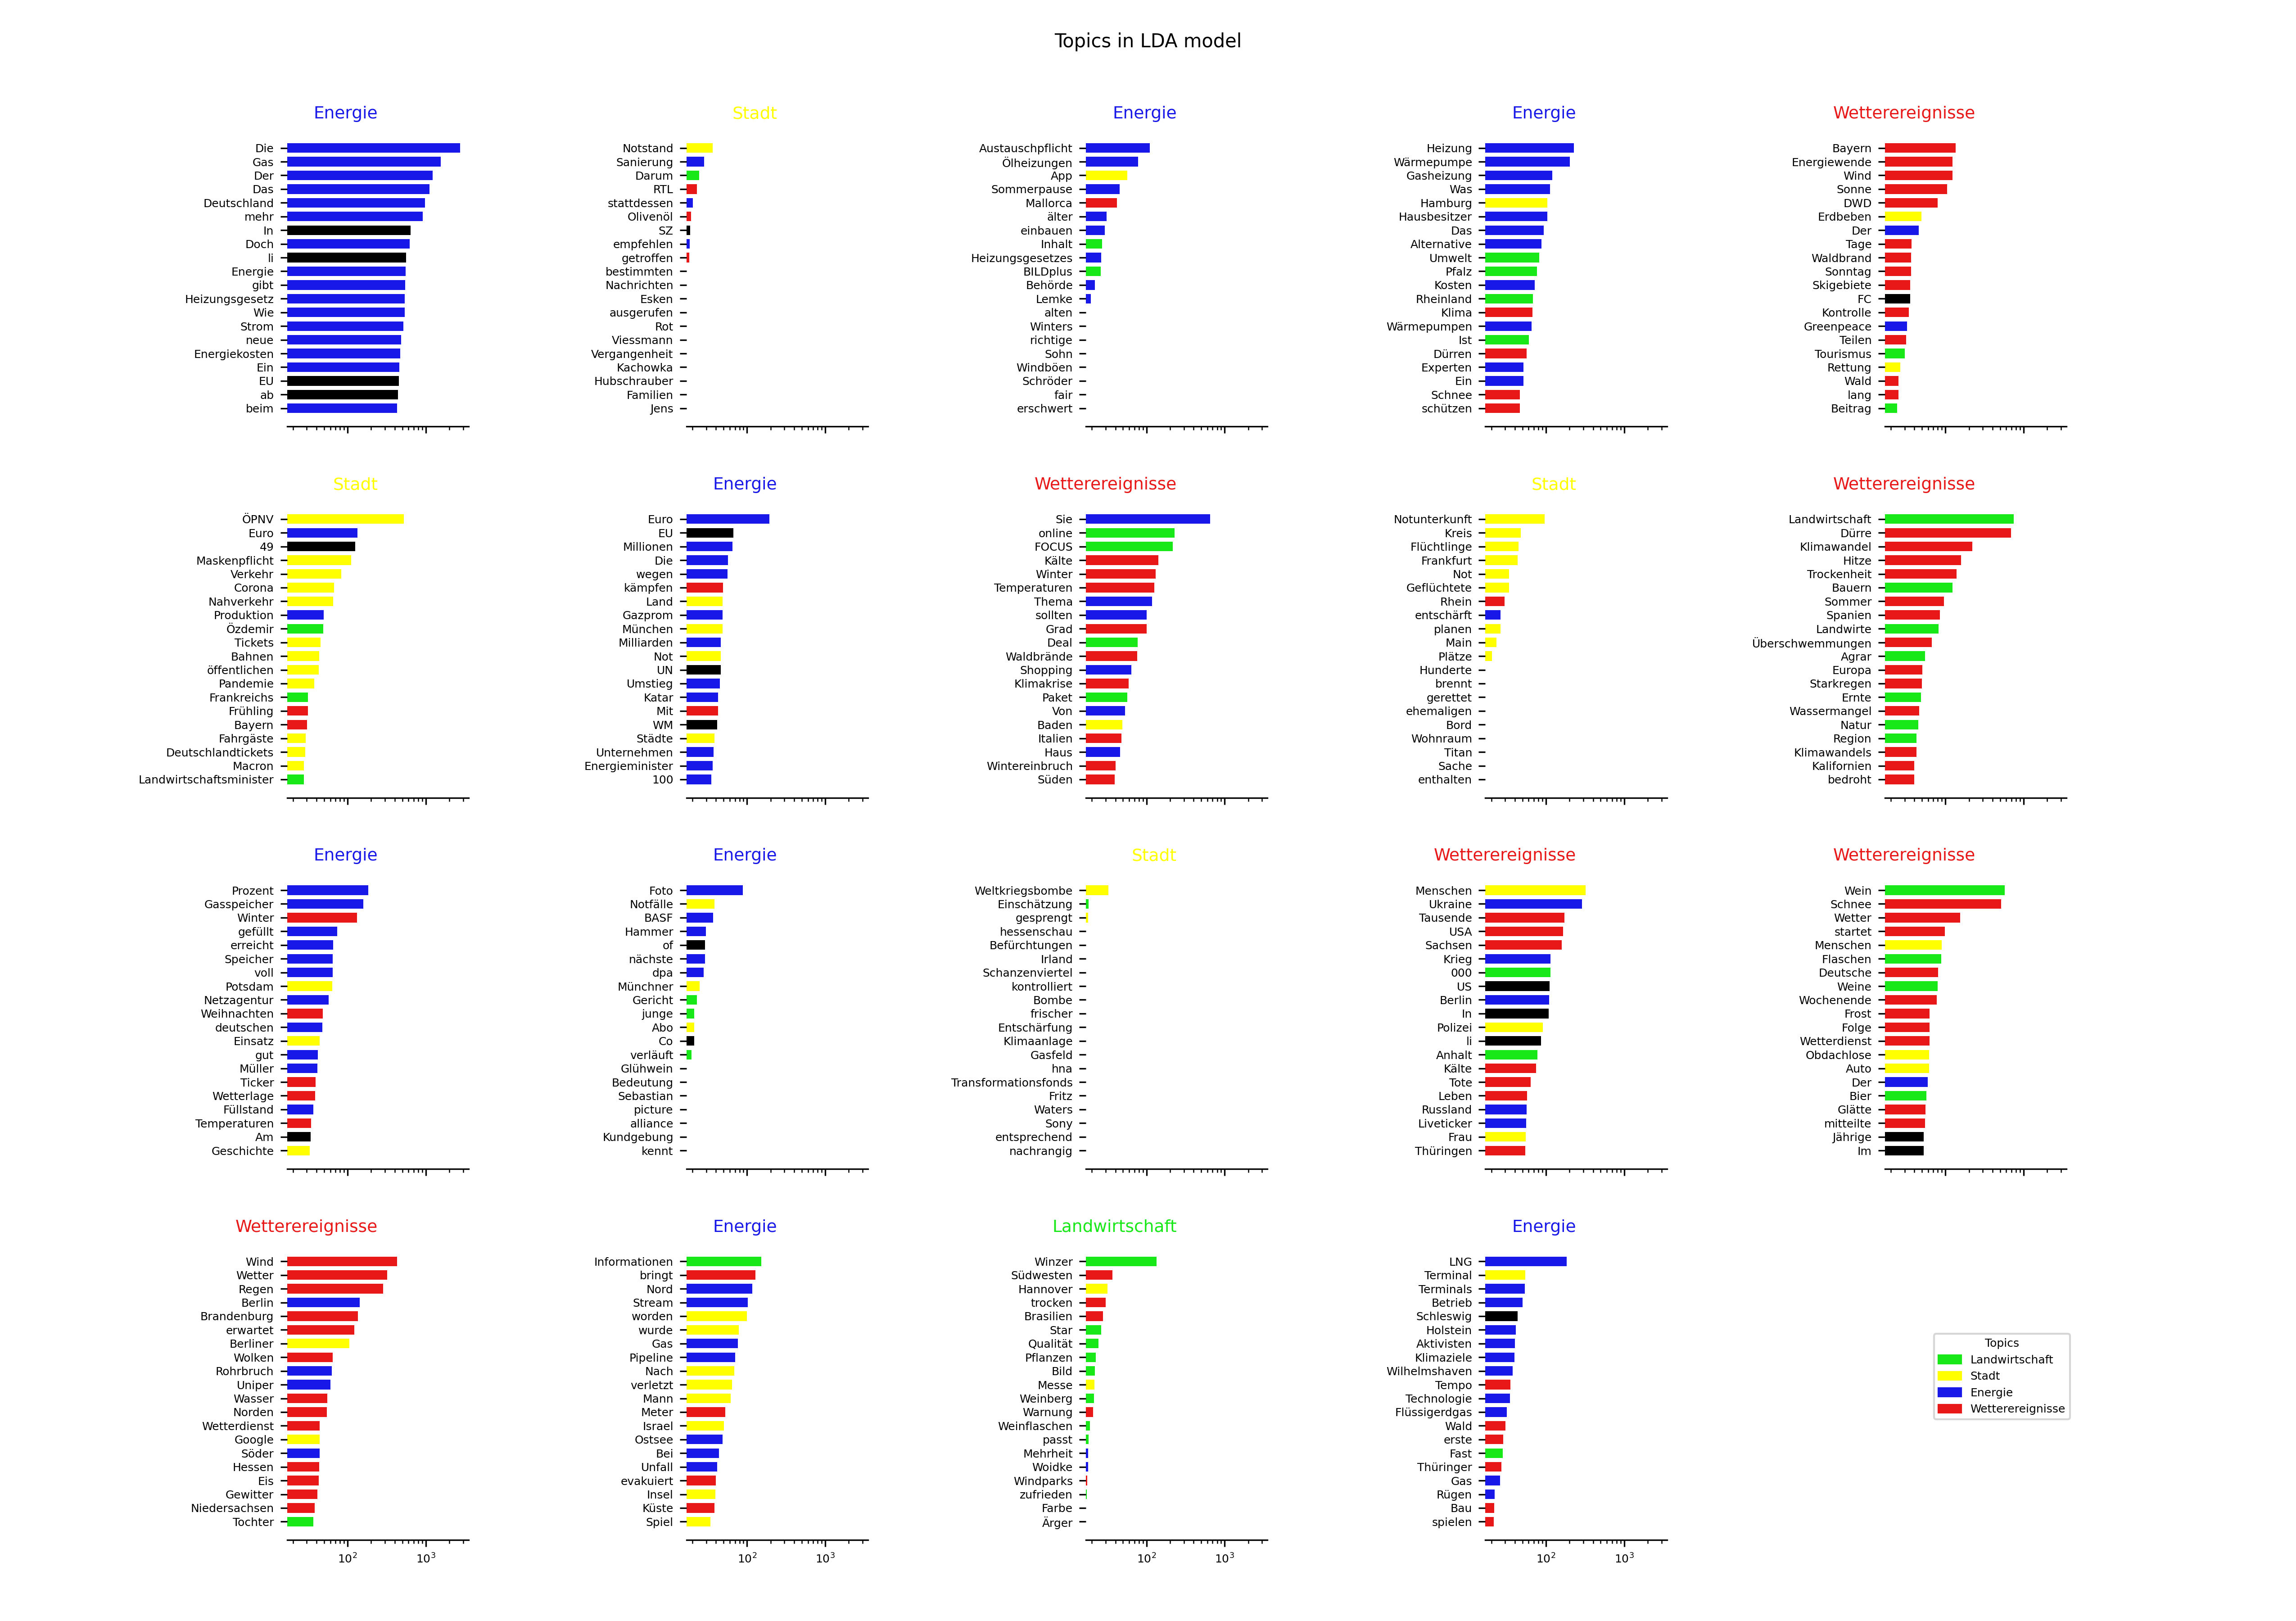 Topics in LDA model
Energie
Die
Gas
Der
Das
Deutschland
mehr
In
Doch
li
Energie
gibt
Heizungsgesetz
Wie
Strom
neue
Energiekosten
Ein
EU
ab
beim
Stadt
Notstand
Sanierung
Darum
RTL
stattdessen
Olivenöl
SZ
empfehlen
getroffen
bestimmten
Nachrichten
Esken
ausgerufen
Rot
Viessmann
Vergangenheit
Kachowka
Hubschrauber
Familien
Jens
Energie
Austauschpflicht
Ölheizungen
App
Sommerpause
Mallorca
älter
einbauen
Inhalt
Heizungsgesetzes
BILDplus
Behörde
Lemke
alten
Winters
richtige
Sohn
Windböen
Schröder
fair
erschwert
Energie
Heizung
Wärmepumpe
Gasheizung
Was
Hamburg
Hausbesitzer
Das
Alternative
Umwelt
Pfalz
Kosten
Rheinland
Klima
Wärmepumpen
Ist
Dürren
Experten
Ein
Schnee
schützen
Wetterereignisse
Bayern
Energiewende
Wind
Sonne
DWD
Erdbeben
Der
Tage
Waldbrand
Sonntag
Skigebiete
FC
Kontrolle
Greenpeace
Teilen
Tourismus
Rettung
Wald
lang
Beitrag
Stadt
ÖPNV
Euro
49
Maskenpflicht
Verkehr
Corona
Nahverkehr
Produktion
Özdemir
Tickets
Bahnen
öffentlichen
Pandemie
Frankreichs
Frühling
Bayern
Fahrgäste
Deutschlandtickets
Macron
Landwirtschaftsminister
Energie
Euro
EU
Millionen
Die
wegen
kämpfen
Land
Gazprom
München
Milliarden
Not
UN
Umstieg
Katar
Mit
WM
Städte
Unternehmen
Energieminister
100
Wetterereignisse
Sie
online
FOCUS
Kälte
Winter
Temperaturen
Thema
sollten
Grad
Deal
Waldbrände
Shopping
Klimakrise
Paket
Von
Baden
Italien
Haus
Wintereinbruch
Süden
Stadt
Notunterkunft
Kreis
Flüchtlinge
Frankfurt
Not
Geflüchtete
Rhein
entschärft
planen
Main
Plätze
Hunderte
brennt
gerettet
ehemaligen
Bord
Wohnraum
Titan
Sache
enthalten
Wetterereignisse
Landwirtschaft
Dürre
Klimawandel
Hitze
Trockenheit
Bauern
Sommer
Spanien
Landwirte
Überschwemmungen
Agrar
Europa
Starkregen
Ernte
Wassermangel
Natur
Region
Klimawandels
Kalifornien
bedroht
Energie
Prozent
Gasspeicher
Winter
gefüllt
erreicht
Speicher
voll
Potsdam
Netzagentur
Weihnachten
deutschen
Einsatz
gut
Müller
Ticker
Wetterlage
Füllstand
Temperaturen
Am
Geschichte
Energie
Foto
Notfälle
BASF
Hammer
of
nächste
dpa
Münchner
Gericht
junge
Abo
Co
verläuft
Glühwein
Bedeutung
Sebastian
picture
alliance
Kundgebung
kennt
Stadt
Weltkriegsbombe
Einschätzung
gesprengt
hessenschau
Befürchtungen
Irland
Schanzenviertel
kontrolliert
Bombe
frischer
Entschärfung
Klimaanlage
Gasfeld
hna
Transformationsfonds
Fritz
Waters
Sony
entsprechend
nachrangig
Wetterereignisse
Menschen
Ukraine
Tausende
USA
Sachsen
Krieg
000
US
Berlin
In
Polizei
li
Anhalt
Kälte
Tote
Leben
Russland
Liveticker
Frau
Thüringen
Wetterereignisse
Wein
Schnee
Wetter
startet
Menschen
Flaschen
Deutsche
Weine
Wochenende
Frost
Folge
Wetterdienst
Obdachlose
Auto
Der
Bier
Glätte
mitteilte
Jährige
Im
Wetterereignisse
Wind
Wetter
Regen
Berlin
Brandenburg
erwartet
Berliner
Wolken
Rohrbruch
Uniper
Wasser
Norden
Wetterdienst
Google
Söder
Hessen
Eis
Gewitter
Niedersachsen
Tochter
10²
10³
Energie
Informationen
bringt
Nord
Stream
worden
wurde
Gas
Pipeline
Nach
verletzt
Mann
Meter
Israel
Ostsee
Bei
Unfall
evakuiert
Insel
Küste
Spiel
10²
10³
Landwirtschaft
Winzer
Südwesten
Hannover
trocken
Brasilien
Star
Qualität
Pflanzen
Bild
Messe
Weinberg
Warnung
Weinflaschen
passt
Mehrheit
Woidke
Windparks
zufrieden
Farbe
Ärger
10²
10³
Energie
LNG
Terminal
Terminals
Betrieb
Schleswig
Holstein
Aktivisten
Klimaziele
Wilhelmshaven
Tempo
Technologie
Flüssigerdgas
Wald
erste
Fast
Thüringer
Gas
Rügen
Bau
spielen
10²
10³
Topics
Landwirtschaft
Stadt
Energie
Wetterereignisse